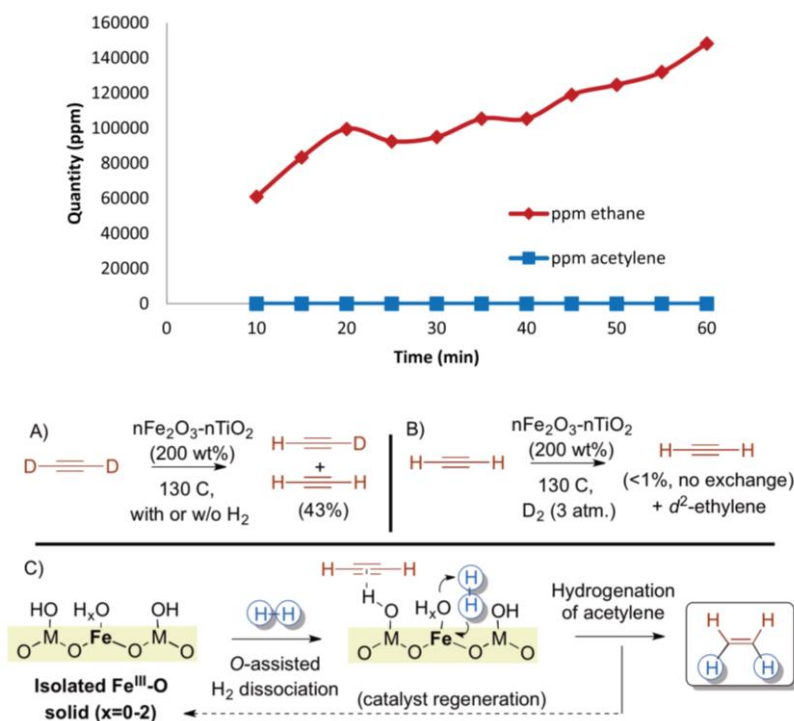 160000
140000
120000
100000
80000
60000
40000
20000
0
Quantity (ppm)
ppm ethane
ppm acetylene
0 10 20 30 40 50 60
Time (min)
A)
D D
nFe₂O₃-nTiO₂
(200 wt%)
130 C,
with or w/o H₂
H D
+
H H
(43%)
B)
H H
nFe₂O₃-nTiO₂
(200 wt%)
130 C,
D₂ (3 atm.)
H H
(<1%, no exchange)
+ d²-ethylene
C)
HO HₓO OH
M Fe M
O O O O
Isolated Feᴵᴵᴵ-O
solid (x=0-2)
H H
O-assisted
H₂ dissociation
H H
H O HₓO H H OH
M Fe M
O O O O
(catalyst regeneration)
Hydrogenation
of acetylene
H H
H H